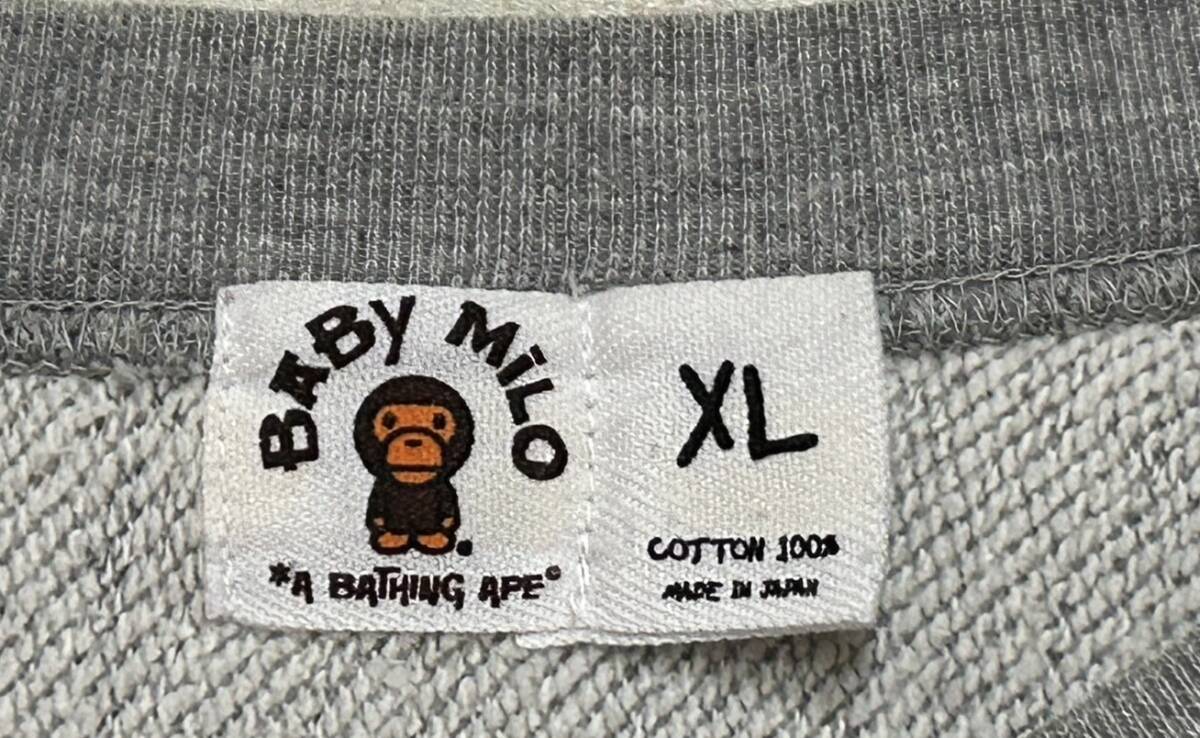 BABY MiLO
*A BATHING APE®
XL
COTTON 100%
MADE IN JAPAN